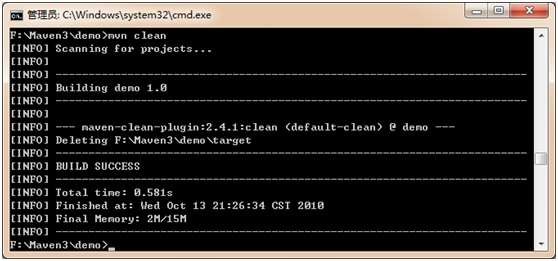 管理员: C:\Windows\system32\cmd.exe
F:\Maven3\demo>mvn clean
[INFO] Scanning for projects...
[INFO]
[INFO] ------------------------------------------------------------------------
[INFO] Building demo 1.0
[INFO] ------------------------------------------------------------------------
[INFO]
[INFO] --- maven-clean-plugin:2.4.1:clean (default-clean) @ demo ---
[INFO] Deleting F:\Maven3\demo\target
[INFO] ------------------------------------------------------------------------
[INFO] BUILD SUCCESS
[INFO] ------------------------------------------------------------------------
[INFO] Total time: 0.581s
[INFO] Finished at: Wed Oct 13 21:26:34 CST 2010
[INFO] Final Memory: 2M/15M
[INFO] ------------------------------------------------------------------------
F:\Maven3\demo>_